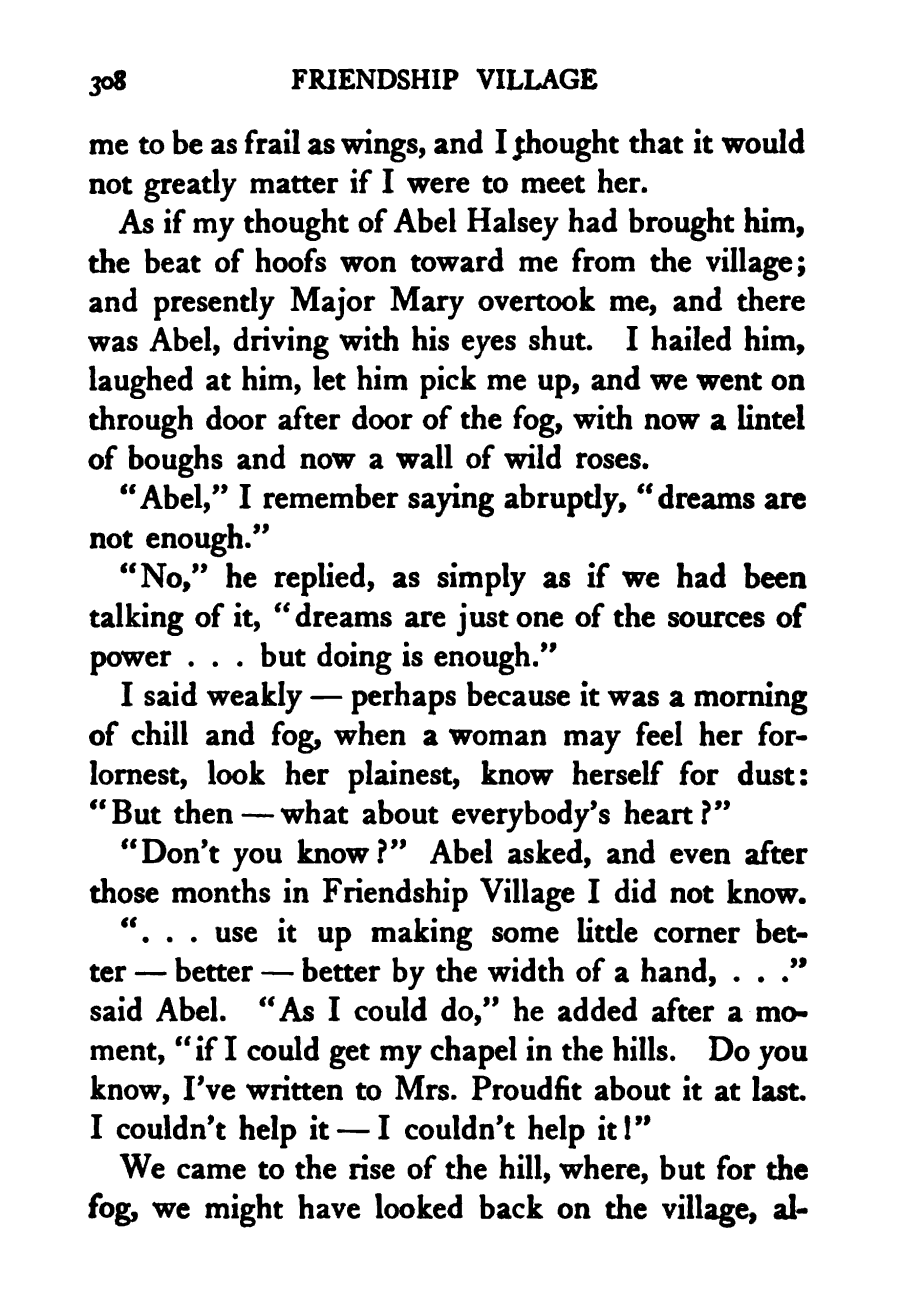 308 FRIENDSHIP VILLAGE
me to be as frail as wings, and I thought that it would
not greatly matter if I were to meet her.
As if my thought of Abel Halsey had brought him,
the beat of hoofs won toward me from the village;
and presently Major Mary overtook me, and there
was Abel, driving with his eyes shut. I hailed him,
laughed at him, let him pick me up, and we went on
through door after door of the fog, with now a lintel
of boughs and now a wall of wild roses.
"Abel," I remember saying abruptly, "dreams are
not enough."
"No," he replied, as simply as if we had been
talking of it, "dreams are just one of the sources of
power . . . but doing is enough."
I said weakly — perhaps because it was a morning
of chill and fog, when a woman may feel her for-
lornest, look her plainest, know herself for dust:
"But then — what about everybody's heart?"
"Don't you know?" Abel asked, and even after
those months in Friendship Village I did not know.
". . . use it up making some little corner bet-
ter — better — better by the width of a hand, . . ."
said Abel. "As I could do," he added after a mo-
ment, "if I could get my chapel in the hills. Do you
know, I've written to Mrs. Proudfit about it at last.
I couldn't help it — I couldn't help it!"
We came to the rise of the hill, where, but for the
fog, we might have looked back on the village, al-